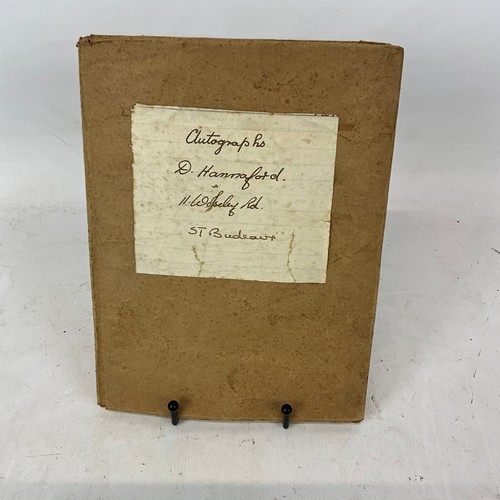 Autographs
D. Hannaford.
11. Wolseley Rd.
ST Budeaux